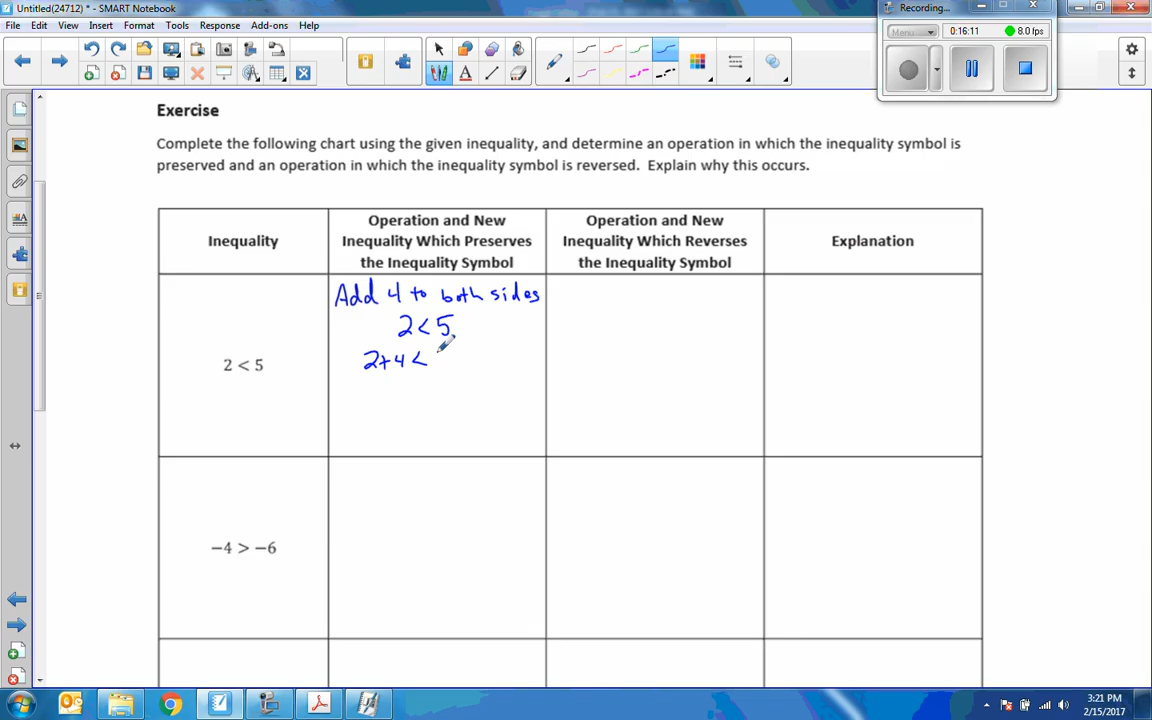 Untitled(24712) * - SMART Notebook
Recording...
File Edit View Insert Format Tools Response Add-ons Help
Menu 0:16:11 8.0 fps
Exercise
Complete the following chart using the given inequality, and determine an operation in which the inequality symbol is
preserved and an operation in which the inequality symbol is reversed. Explain why this occurs.
Inequality
Operation and New
Inequality Which Preserves
the Inequality Symbol
Operation and New
Inequality Which Reverses
the Inequality Symbol
Explanation
2 < 5
Add 4 to both sides
2 < 5
2+4 <
−4 > −6
3:21 PM
2/15/2017